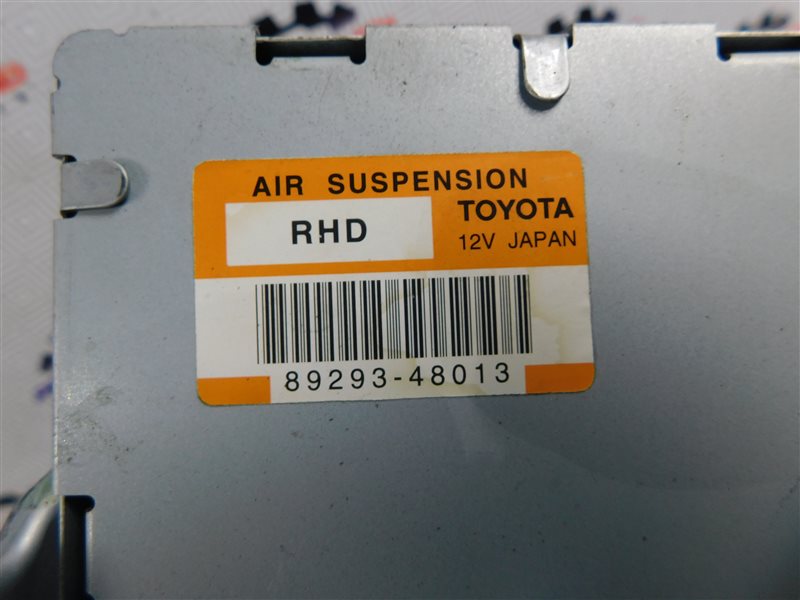 AIR SUSPENSION
RHD
TOYOTA
12V JAPAN
89293-48013